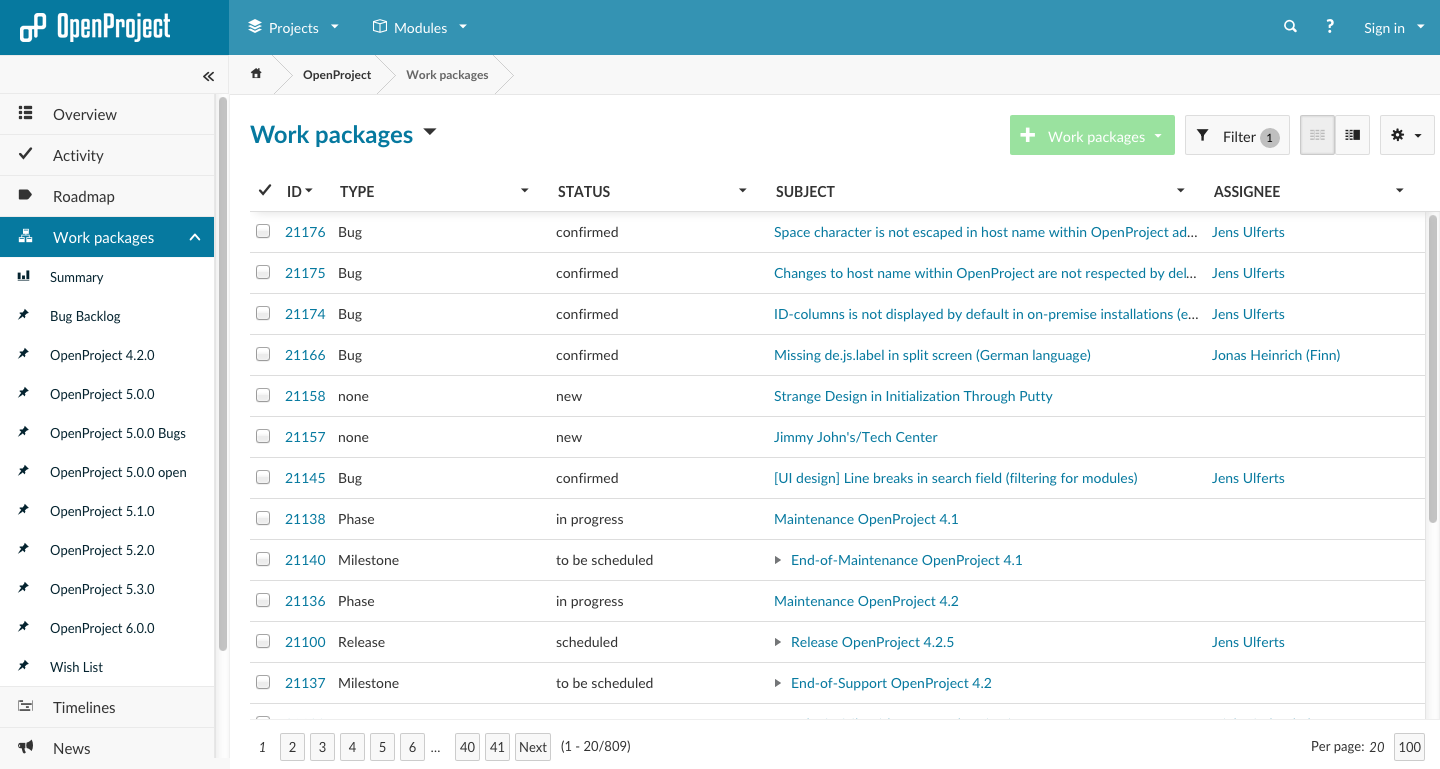 OpenProject
Projects
Modules
?
Sign in
OpenProject
Work packages
Overview
Activity
Roadmap
Work packages
Summary
Bug Backlog
OpenProject 4.2.0
OpenProject 5.0.0
OpenProject 5.0.0 Bugs
OpenProject 5.0.0 open
OpenProject 5.1.0
OpenProject 5.2.0
OpenProject 5.3.0
OpenProject 6.0.0
Wish List
Timelines
News
Work packages
Work packages
Filter 1
ID TYPE STATUS SUBJECT ASSIGNEE
21176 Bug confirmed Space character is not escaped in host name within OpenProject ad... Jens Ulferts
21175 Bug confirmed Changes to host name within OpenProject are not respected by del... Jens Ulferts
21174 Bug confirmed ID-columns is not displayed by default in on-premise installations (e... Jens Ulferts
21166 Bug confirmed Missing de.js.label in split screen (German language) Jonas Heinrich (Finn)
21158 none new Strange Design in Initialization Through Putty
21157 none new Jimmy John's/Tech Center
21145 Bug confirmed [UI design] Line breaks in search field (filtering for modules) Jens Ulferts
21138 Phase in progress Maintenance OpenProject 4.1
21140 Milestone to be scheduled End-of-Maintenance OpenProject 4.1
21136 Phase in progress Maintenance OpenProject 4.2
21100 Release scheduled Release OpenProject 4.2.5 Jens Ulferts
21137 Milestone to be scheduled End-of-Support OpenProject 4.2
1 2 3 4 5 6 ... 40 41 Next (1 - 20/809)
Per page: 20 100